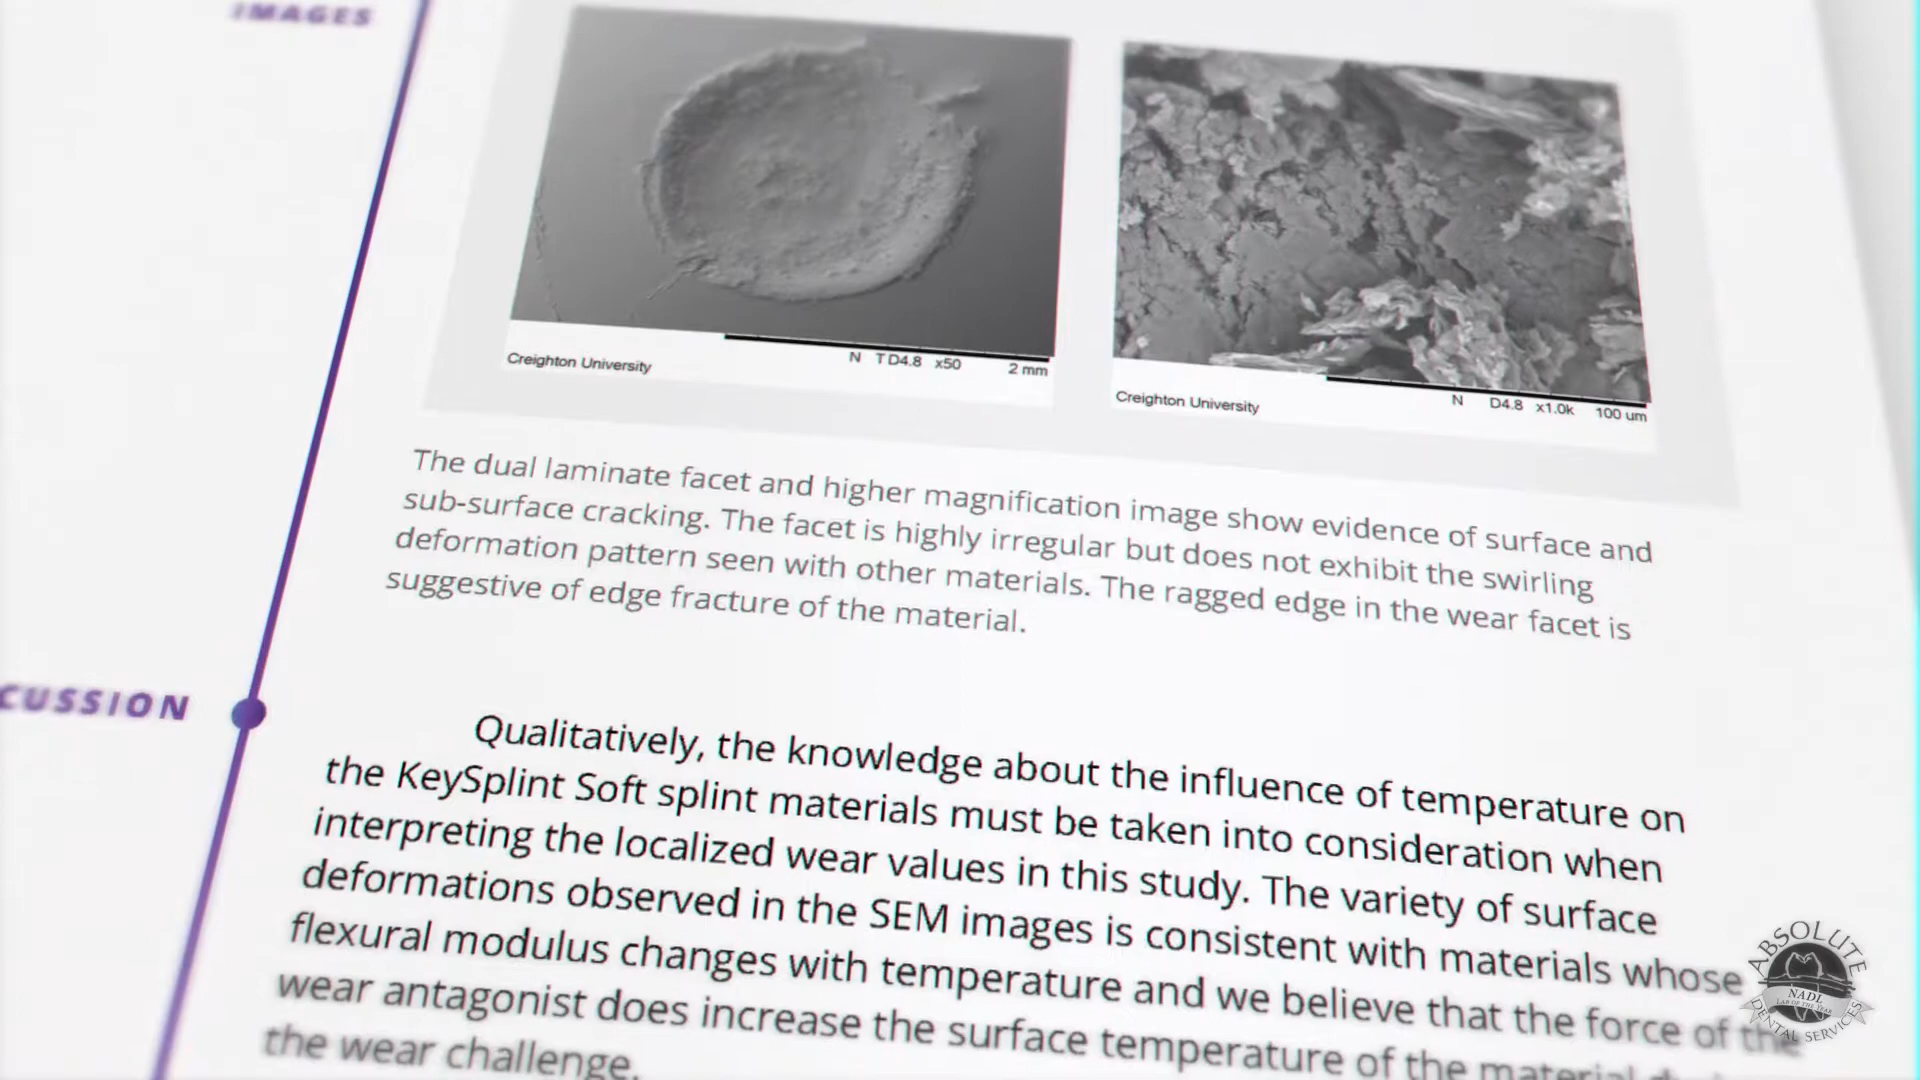 IMAGES
Creighton University
N TD4.8 x50 2 mm
Creighton University
N D4.8 x1.0k 100 um
The dual laminate facet and higher magnification image show evidence of surface and
sub-surface cracking. The facet is highly irregular but does not exhibit the swirling
deformation pattern seen with other materials. The ragged edge in the wear facet is
suggestive of edge fracture of the material.
CUSSION
Qualitatively, the knowledge about the influence of temperature on
the KeySplint Soft splint materials must be taken into consideration when
interpreting the localized wear values in this study. The variety of surface
deformations observed in the SEM images is consistent with materials whose
flexural modulus changes with temperature and we believe that the force of the
wear antagonist does increase the surface temperature of the material
the wear challenge.
ABSOLUTE
NADL
LAB OF THE YEAR
DENTAL SERVICES